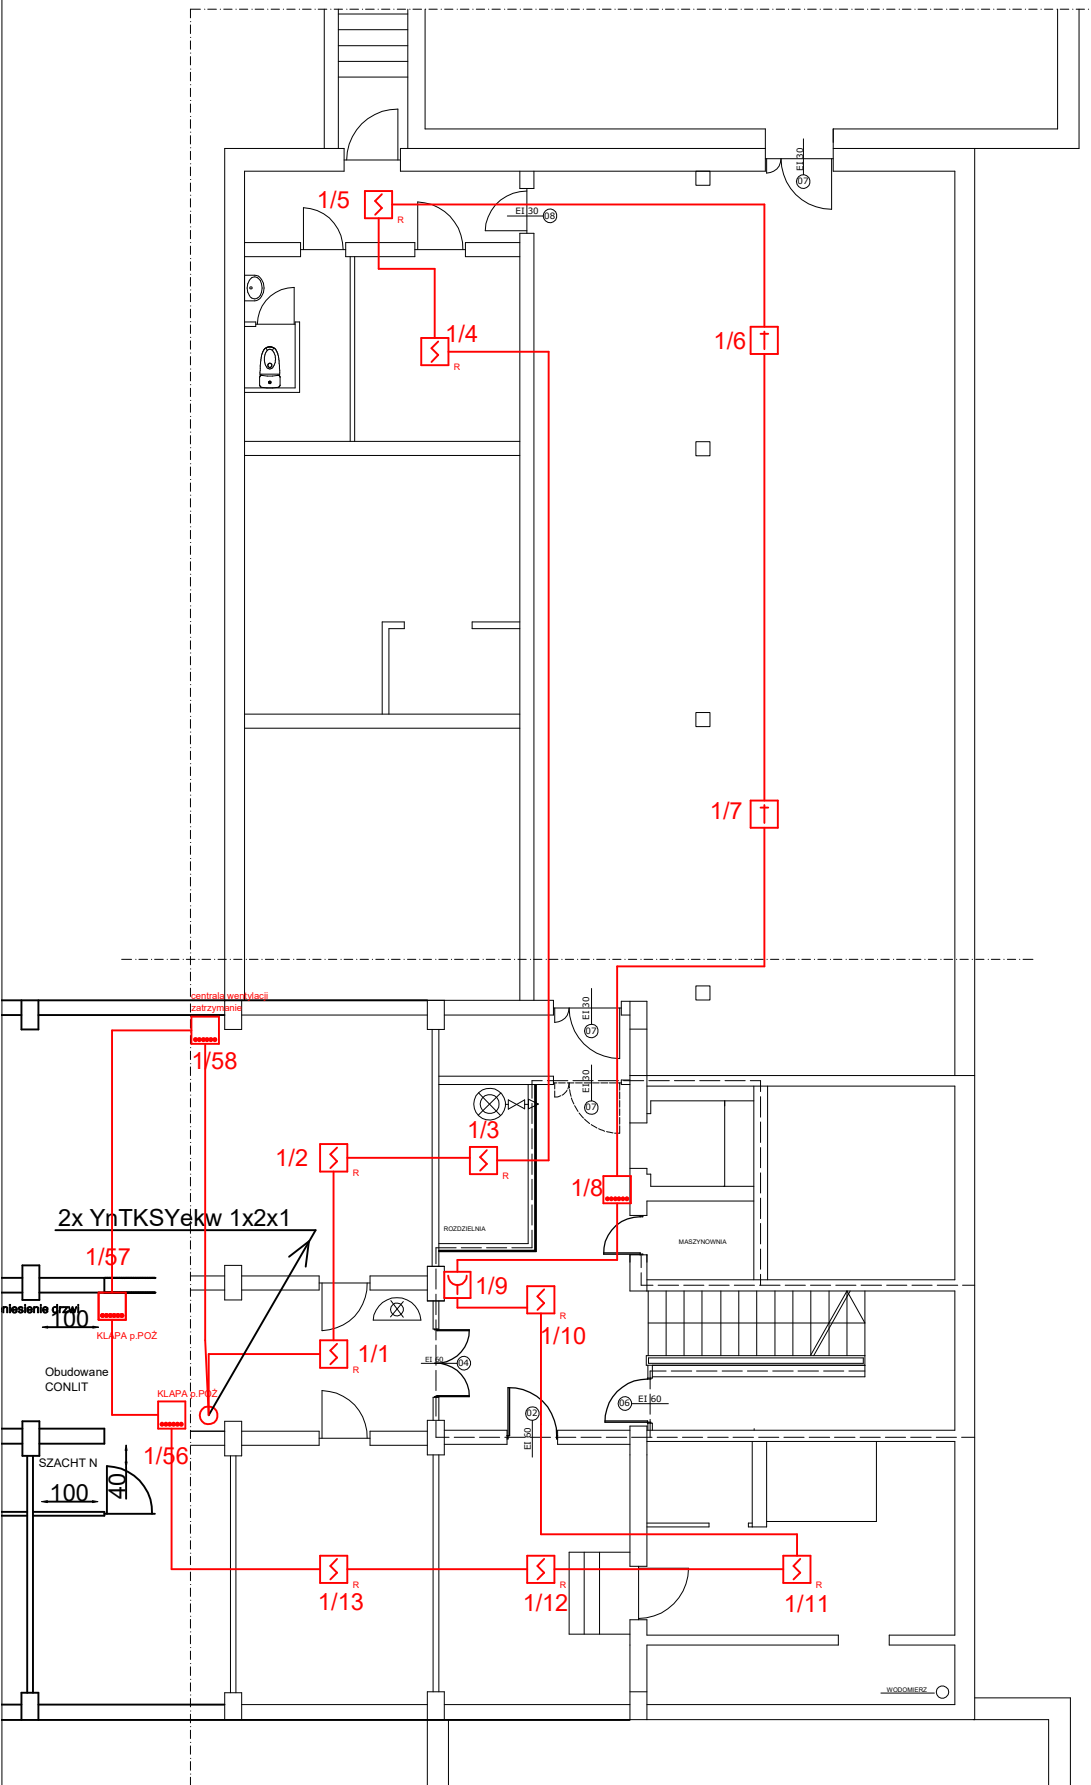 EI 30
07
1/5
R
EI 30
08
1/4
R
1/6
1/7
centrala wentylacji
zatrzymanie
1/58
EI 30
07
EI 30
07
1/3
R
1/2
R
1/8
2x YnTKSYekw 1x2x1
ROZDZIELNIA
MASZYNOWNIA
1/57
1/9
niesienie drzwi
100
KLAPA p.POŻ
R
1/10
1/1
R
EI 60
04
Obudowane
CONLIT
KLAPA p.POŻ
06
EI 60
02
EI 60
1/56
SZACHT N
100
40
R
1/13
R
1/12
R
1/11
WODOMIERZ